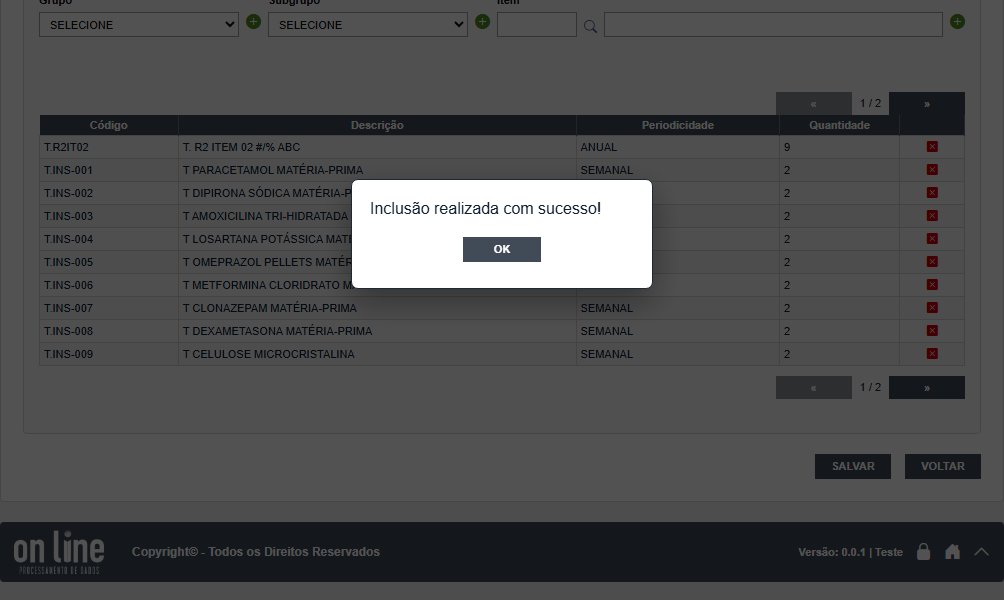 Grupo Subgrupo Item
SELECIONE SELECIONE
« 1 / 2 »
Código Descrição Periodicidade Quantidade
T.R2IT02 T. R2 ITEM 02 #/% ABC ANUAL 9
T.INS-001 T PARACETAMOL MATÉRIA-PRIMA SEMANAL 2
T.INS-002 T DIPIRONA SÓDICA MATÉRIA-P 2
T.INS-003 T AMOXICILINA TRI-HIDRATADA 2
T.INS-004 T LOSARTANA POTÁSSICA MATÉ 2
T.INS-005 T OMEPRAZOL PELLETS MATÉR 2
T.INS-006 T METFORMINA CLORIDRATO M 2
T.INS-007 T CLONAZEPAM MATÉRIA-PRIMA SEMANAL 2
T.INS-008 T DEXAMETASONA MATÉRIA-PRIMA SEMANAL 2
T.INS-009 T CELULOSE MICROCRISTALINA SEMANAL 2
Inclusão realizada com sucesso!
OK
« 1 / 2 »
SALVAR VOLTAR
on line
PROCESSAMENTO DE DADOS
Copyright© - Todos os Direitos Reservados
Versão: 0.0.1 | Teste